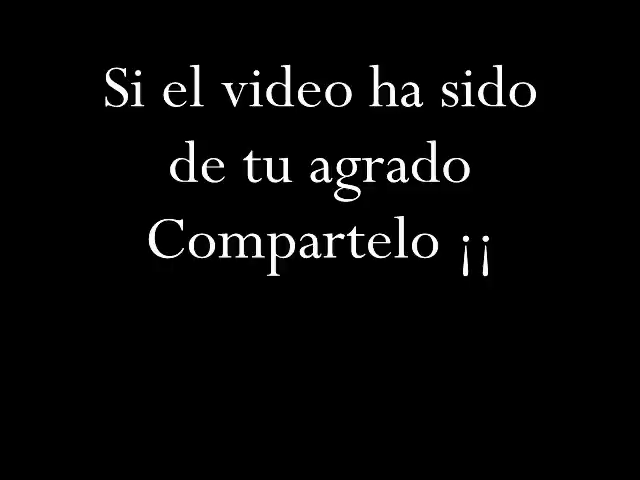 Si el video ha sido
de tu agrado
Compartelo ¡¡